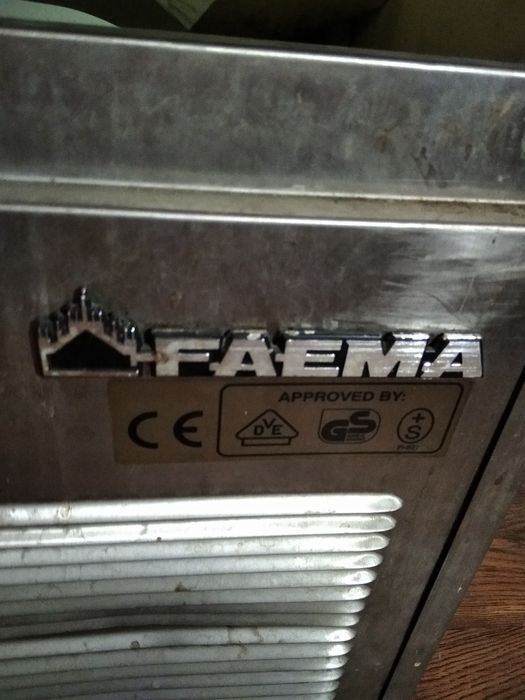 FAEMA
APPROVED BY:
CE DVE GS +S